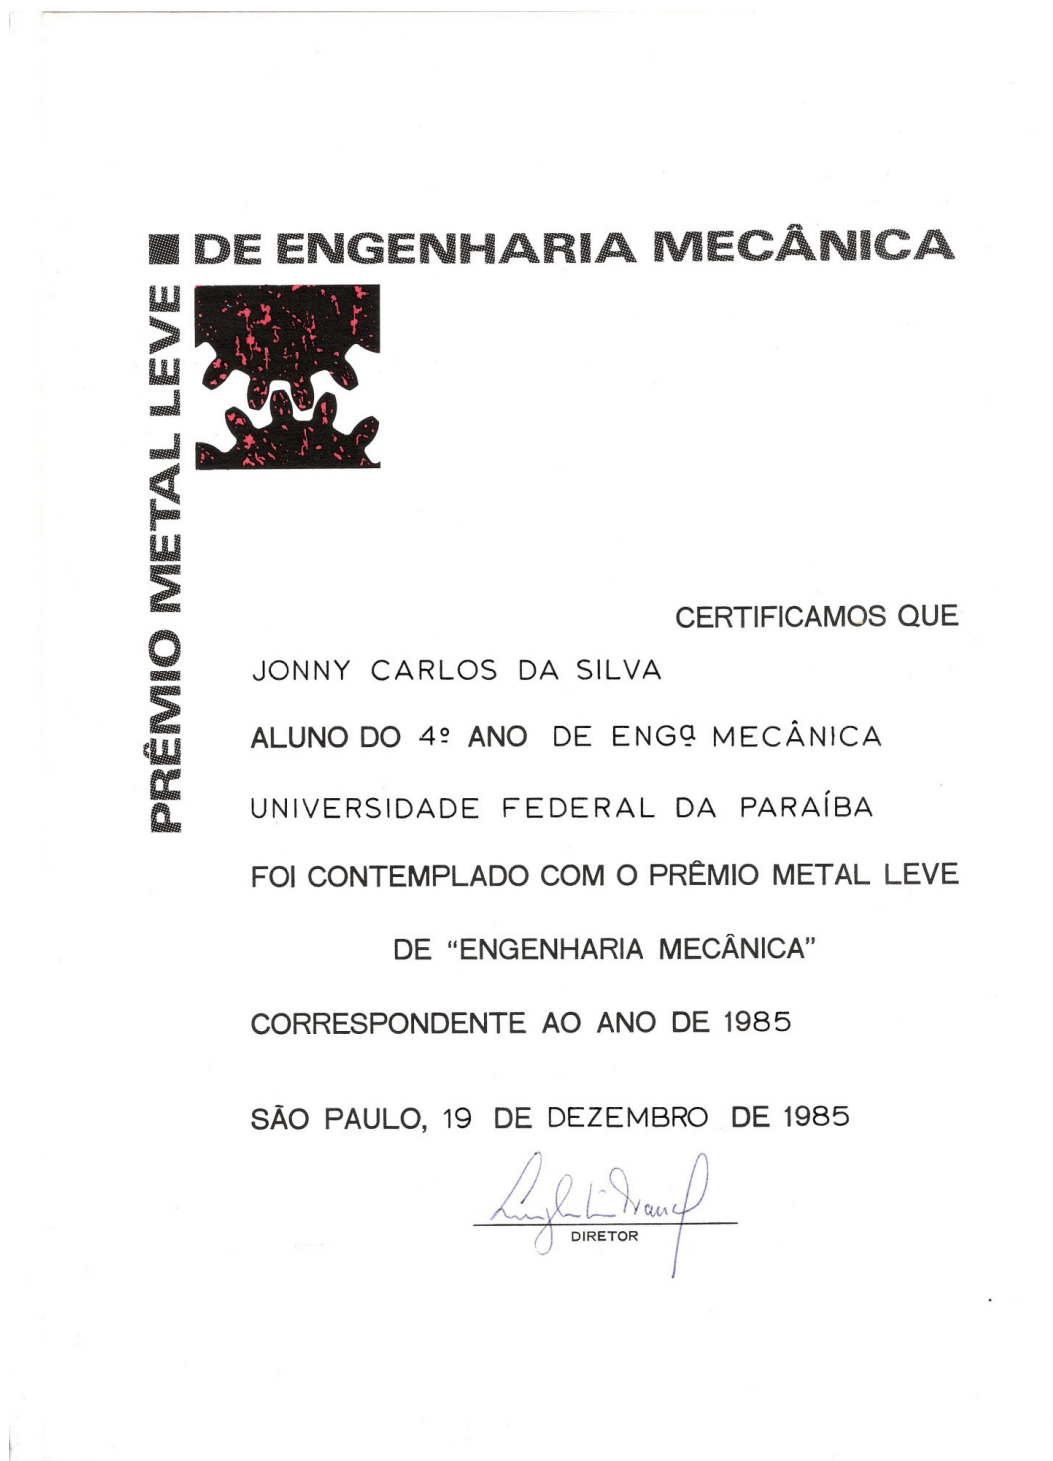 PRÊMIO METAL LEVE
DE ENGENHARIA MECÂNICA
CERTIFICAMOS QUE
JONNY CARLOS DA SILVA
ALUNO DO 4º ANO DE ENGª MECÂNICA
UNIVERSIDADE FEDERAL DA PARAÍBA
FOI CONTEMPLADO COM O PRÊMIO METAL LEVE
DE “ENGENHARIA MECÂNICA”
CORRESPONDENTE AO ANO DE 1985
SÃO PAULO, 19 DE DEZEMBRO DE 1985
DIRETOR